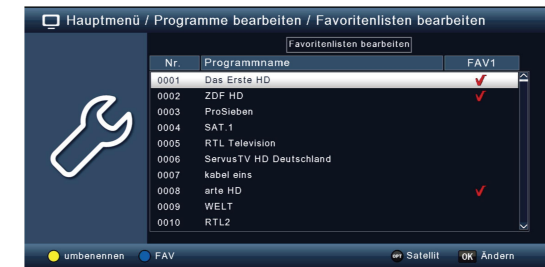 Hauptmenü / Programme bearbeiten / Favoritenlisten bearbeiten
Favoritenlisten bearbeiten
Nr. Programmname FAV1
0001 Das Erste HD
0002 ZDF HD
0003 ProSieben
0004 SAT.1
0005 RTL Television
0006 ServusTV HD Deutschland
0007 kabel eins
0008 arte HD
0009 WELT
0010 RTL2
umbenennen FAV OPT Satellit OK Ändern